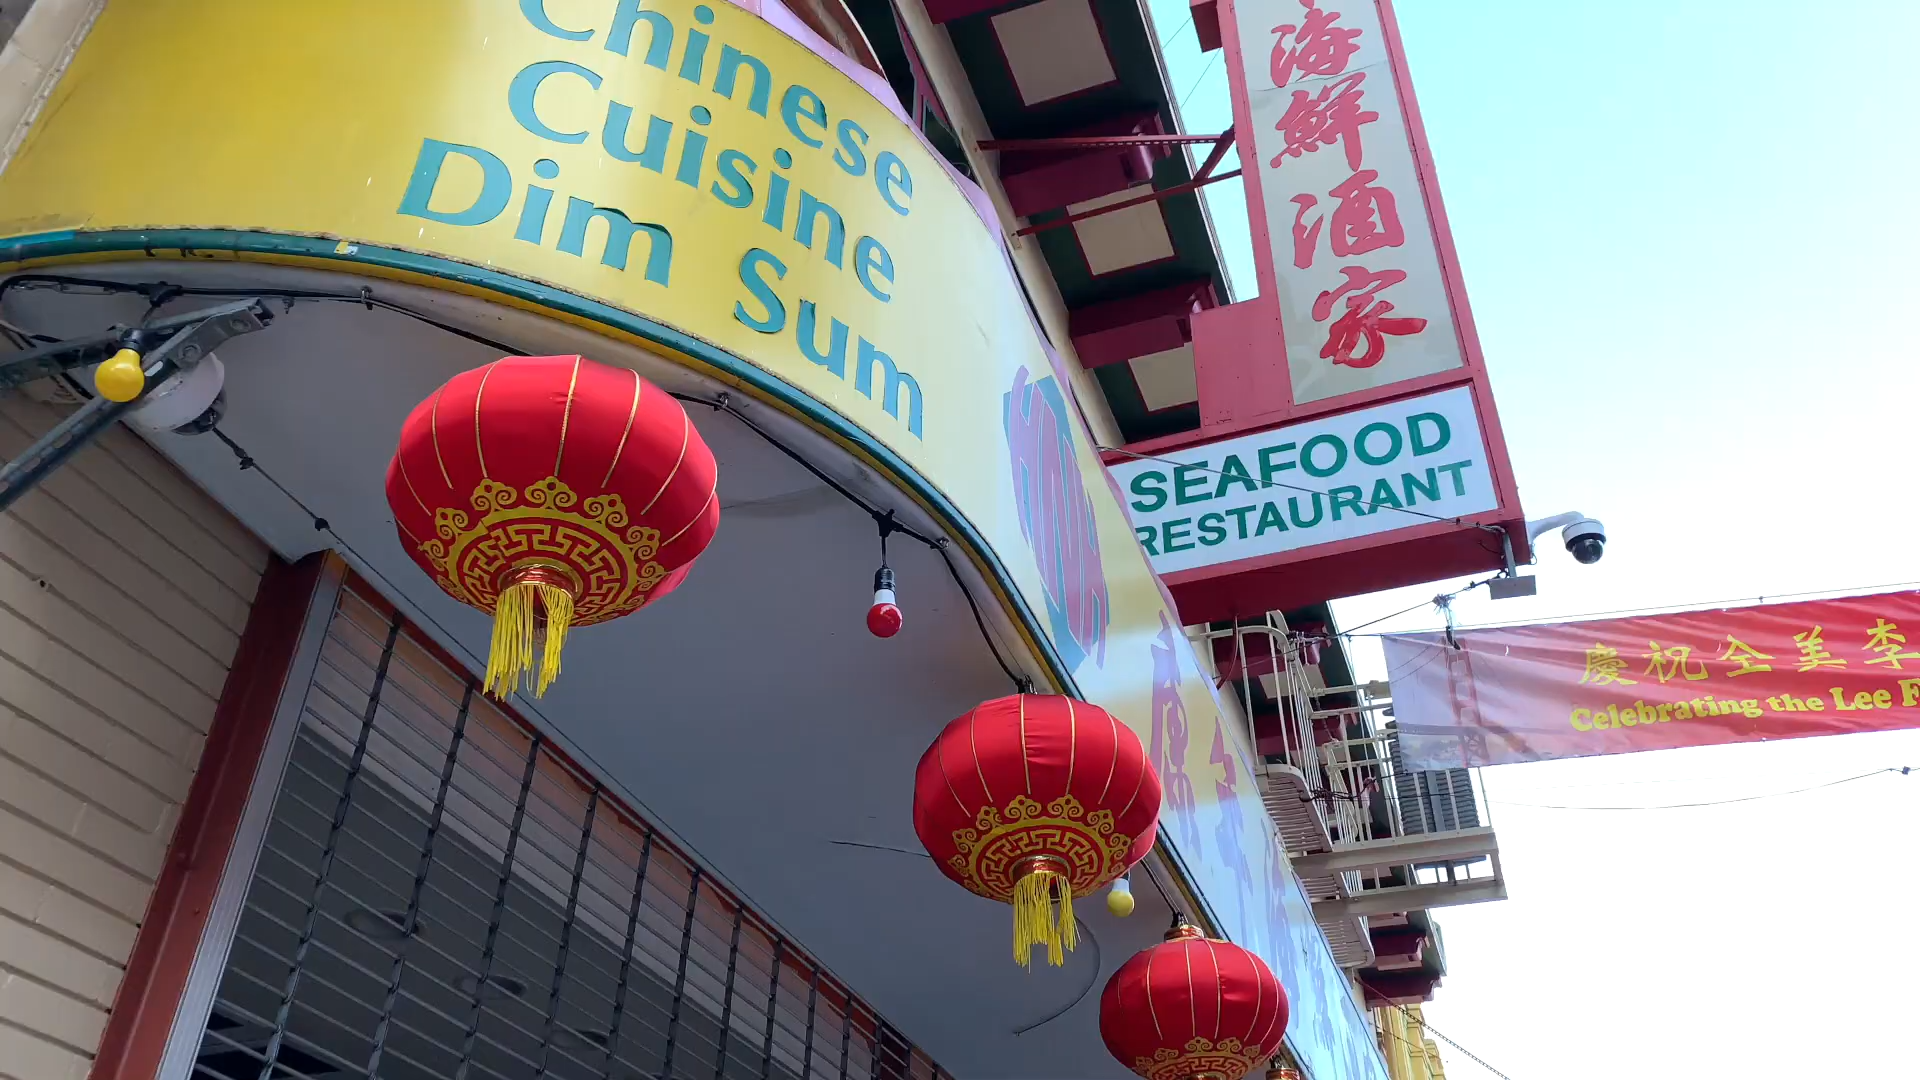 Chinese
Cuisine
Dim Sum
海鮮酒家
SEAFOOD
RESTAURANT
慶祝全美李
Celebrating the Lee F